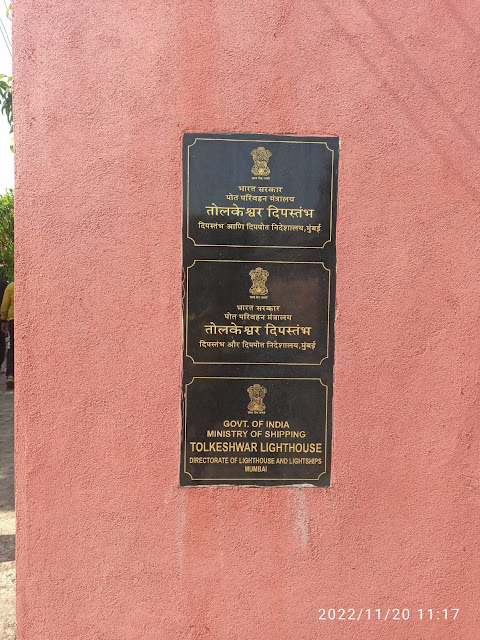 भारत सरकार
पोत परिवहन मंत्रालय
तोलकेश्वर दिपस्तंभ
दिपस्तंभ आणि दिपपोत निदेशालय,मुंबई
भारत सरकार
पोत परिवहन मंत्रालय
तोलकेश्वर दिपस्तंभ
दिपस्तंभ और दिपपोत निदेशालय,मुम्बई
GOVT. OF INDIA
MINISTRY OF SHIPPING
TOLKESHWAR LIGHTHOUSE
DIRECTORATE OF LIGHTHOUSE AND LIGHTSHIPS
MUMBAI
2022/11/20 11:17